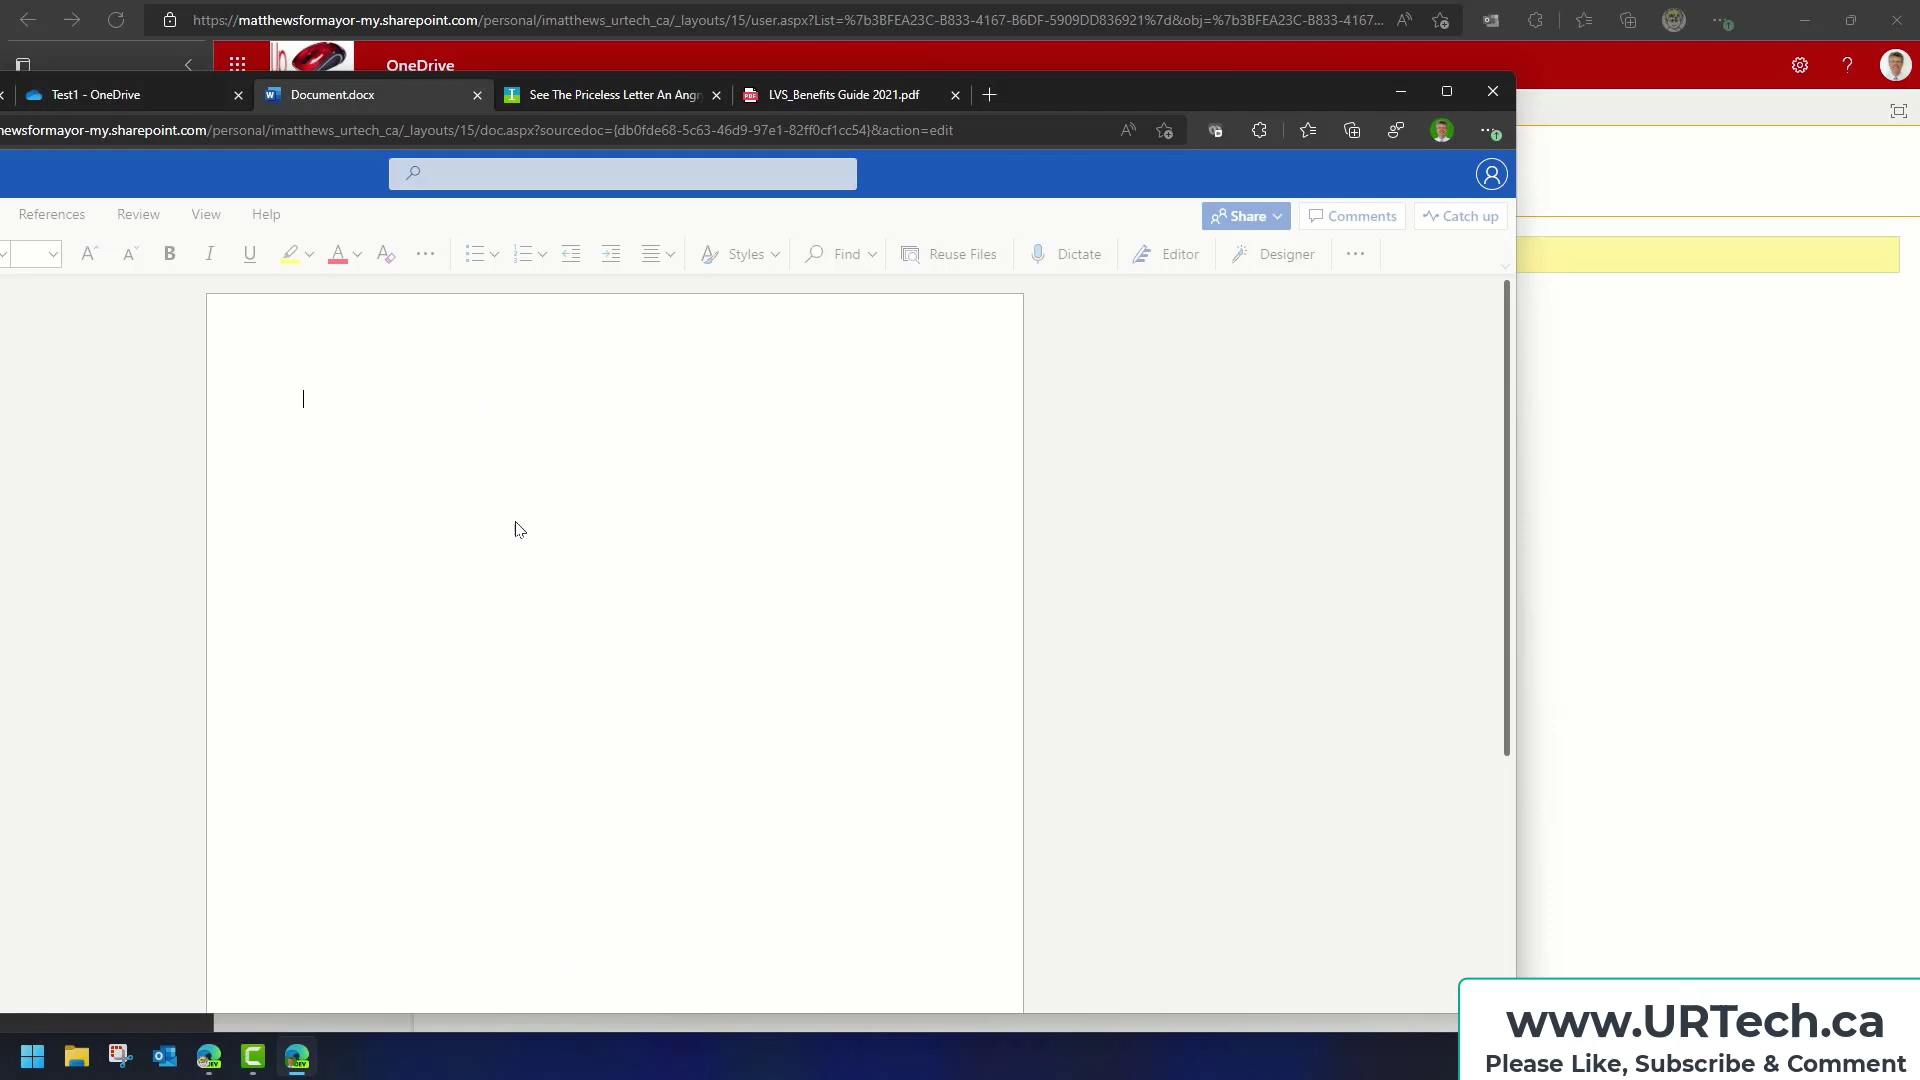 https://matthewsformayor-my.sharepoint.com/personal/imatthews_urtech_ca/_layouts/15/user.aspx?List=%7b3BFEA23C-B833-4167-B6DF-5909DD836921%7d&obj=%7b3BFEA23C-B833-4167...
OneDrive
Test1 - OneDrive
Document.docx
See The Priceless Letter An Angr
LVS_Benefits Guide 2021.pdf
ewsformayor-my.sharepoint.com/personal/imatthews_urtech_ca/_layouts/15/doc.aspx?sourcedoc={db0fde68-5c63-46d9-97e1-82ff0cf1cc54}&action=edit
References Review View Help
Share Comments Catch up
B I U A Styles Find Reuse Files Dictate Editor Designer
www.URTech.ca
Please Like, Subscribe & Comment